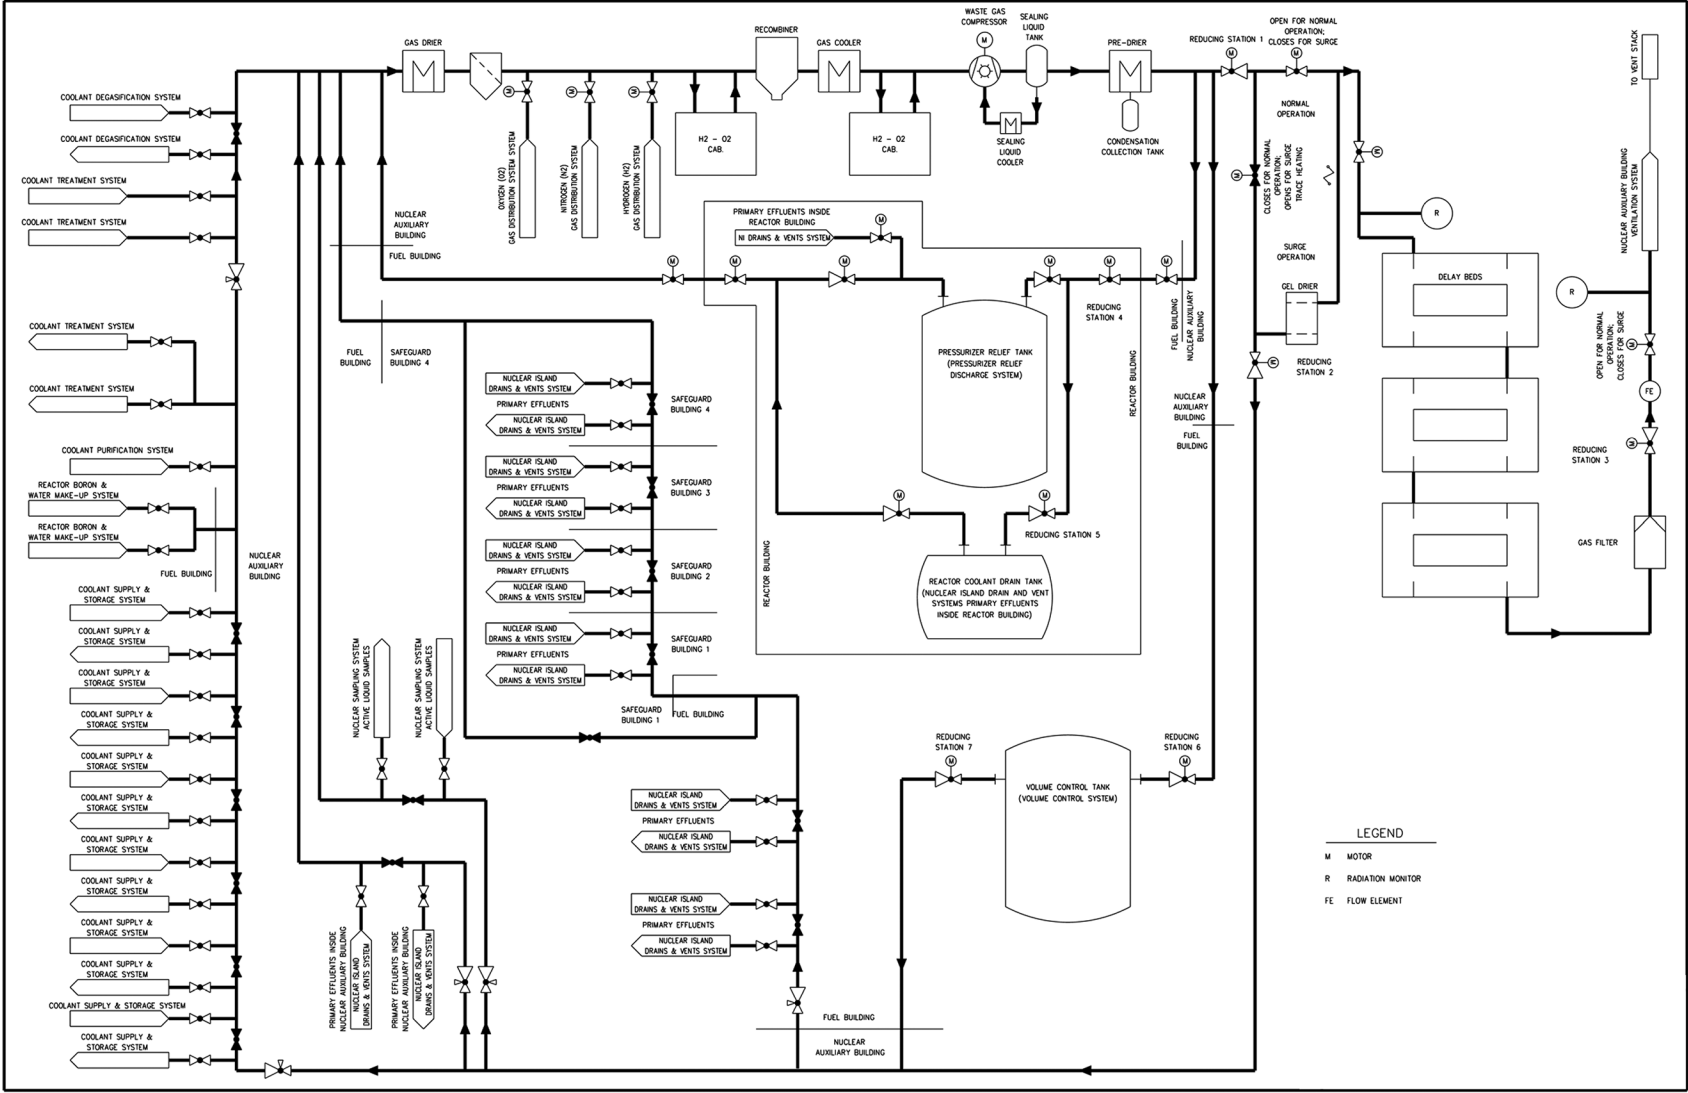 WASTE GAS
COMPRESSOR
SEALING
LIQUID
TANK
OPEN FOR NORMAL
OPERATION;
CLOSES FOR SURGE
REDUCING STATION 1
RECOMBINER
GAS DRIER
GAS COOLER
PRE-DRIER
M
M
M
TO VENT STACK
COOLANT DEGASIFICATION SYSTEM
COOLANT DEGASIFICATION SYSTEM
COOLANT TREATMENT SYSTEM
COOLANT TREATMENT SYSTEM
M
M
M
H2 - O2
CAB.
H2 - O2
CAB.
SEALING
LIQUID
COOLER
CONDENSATION
COLLECTION TANK
NORMAL
OPERATION
OXYGEN (O2)
GAS DISTRIBUTION SYSTEM SYSTEM
NITROGEN (N2)
GAS DISTRIBUTION SYSTEM
HYDROGEN (H2)
GAS DISTRIBUTION SYSTEM
M
M
CLOSES FOR NORMAL
OPERATION;
OPENS FOR SURGE
TRACE HEATING
NUCLEAR AUXILIARY BUILDING
VENTILATION SYSTEM
NUCLEAR
AUXILIARY
BUILDING
FUEL BUILDING
PRIMARY EFFLUENTS INSIDE
REACTOR BUILDING
NI DRAINS & VENTS SYSTEM
M
R
M
M
M
M
M
M
SURGE
OPERATION
GEL DRIER
DELAY BEDS
R
REDUCING
STATION 4
FUEL BUILDING
NUCLEAR AUXILIARY
BUILDING
COOLANT TREATMENT SYSTEM
COOLANT TREATMENT SYSTEM
FUEL
BUILDING
SAFEGUARD
BUILDING 4
PRESSURIZER RELIEF TANK
(PRESSURIZER RELIEF
DISCHARGE SYSTEM)
REACTOR BUILDING
M
REDUCING
STATION 2
OPEN FOR NORMAL
OPERATION;
CLOSES FOR SURGE
M
FE
NUCLEAR ISLAND
DRAINS & VENTS SYSTEM
PRIMARY EFFLUENTS
NUCLEAR ISLAND
DRAINS & VENTS SYSTEM
SAFEGUARD
BUILDING 4
NUCLEAR
AUXILIARY
BUILDING
FUEL
BUILDING
M
REDUCING
STATION 3
COOLANT PURIFICATION SYSTEM
REACTOR BORON &
WATER MAKE-UP SYSTEM
REACTOR BORON &
WATER MAKE-UP SYSTEM
FUEL BUILDING
NUCLEAR
AUXILIARY
BUILDING
NUCLEAR ISLAND
DRAINS & VENTS SYSTEM
PRIMARY EFFLUENTS
NUCLEAR ISLAND
DRAINS & VENTS SYSTEM
SAFEGUARD
BUILDING 3
M
M
REDUCING STATION 5
GAS FILTER
NUCLEAR ISLAND
DRAINS & VENTS SYSTEM
PRIMARY EFFLUENTS
NUCLEAR ISLAND
DRAINS & VENTS SYSTEM
SAFEGUARD
BUILDING 2
REACTOR BUILDING
REACTOR COOLANT DRAIN TANK
(NUCLEAR ISLAND DRAIN AND VENT
SYSTEMS PRIMARY EFFLUENTS
INSIDE REACTOR BUILDING)
NUCLEAR ISLAND
DRAINS & VENTS SYSTEM
PRIMARY EFFLUENTS
NUCLEAR ISLAND
DRAINS & VENTS SYSTEM
SAFEGUARD
BUILDING 1
SAFEGUARD
BUILDING 1
FUEL BUILDING
COOLANT SUPPLY &
STORAGE SYSTEM
COOLANT SUPPLY &
STORAGE SYSTEM
COOLANT SUPPLY &
STORAGE SYSTEM
COOLANT SUPPLY &
STORAGE SYSTEM
COOLANT SUPPLY &
STORAGE SYSTEM
COOLANT SUPPLY &
STORAGE SYSTEM
COOLANT SUPPLY &
STORAGE SYSTEM
COOLANT SUPPLY &
STORAGE SYSTEM
COOLANT SUPPLY &
STORAGE SYSTEM
COOLANT SUPPLY &
STORAGE SYSTEM
COOLANT SUPPLY & STORAGE SYSTEM
COOLANT SUPPLY &
STORAGE SYSTEM
NUCLEAR SAMPLING SYSTEM
ACTIVE LIQUID SAMPLES
NUCLEAR SAMPLING SYSTEM
ACTIVE LIQUID SAMPLES
REDUCING
STATION 7
M
REDUCING
STATION 6
M
VOLUME CONTROL TANK
(VOLUME CONTROL SYSTEM)
NUCLEAR ISLAND
DRAINS & VENTS SYSTEM
PRIMARY EFFLUENTS
NUCLEAR ISLAND
DRAINS & VENTS SYSTEM
NUCLEAR ISLAND
DRAINS & VENTS SYSTEM
PRIMARY EFFLUENTS
NUCLEAR ISLAND
DRAINS & VENTS SYSTEM
PRIMARY EFFLUENTS INSIDE
NUCLEAR AUXILIARY BUILDING
NUCLEAR ISLAND
DRAINS & VENTS SYSTEM
PRIMARY EFFLUENTS INSIDE
NUCLEAR AUXILIARY BUILDING
NUCLEAR ISLAND
DRAINS & VENTS SYSTEM
FUEL BUILDING
NUCLEAR
AUXILIARY BUILDING
LEGEND
M MOTOR
R RADIATION MONITOR
FE FLOW ELEMENT